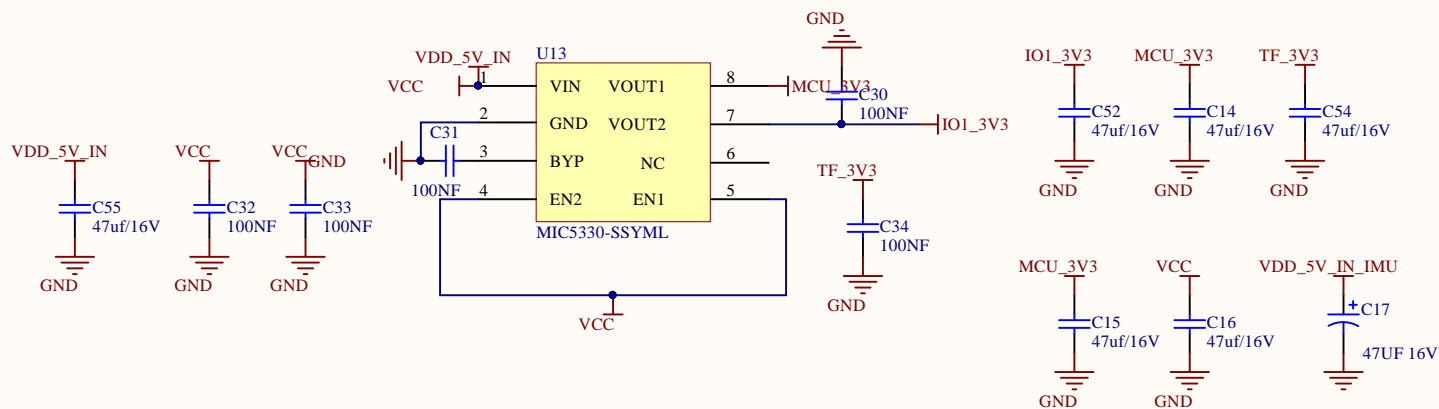 VDD_5V_IN
C55
47uf/16V
GND
VCC
C32
100NF
GND
VCC
GND
C33
100NF
GND
VDD_5V_IN
VCC
U13
1
VIN
VOUT1
8
MCU_3V3
2
GND
VOUT2
7
IO1_3V3
C31
100NF
3
BYP
NC
6
4
EN2
EN1
5
MIC5330-SSYML
VCC
GND
C30
100NF
TF_3V3
C34
100NF
GND
IO1_3V3
C52
47uf/16V
GND
MCU_3V3
C14
47uf/16V
GND
TF_3V3
C54
47uf/16V
GND
MCU_3V3
C15
47uf/16V
GND
VCC
C16
47uf/16V
GND
VDD_5V_IN_IMU
+
C17
47UF 16V